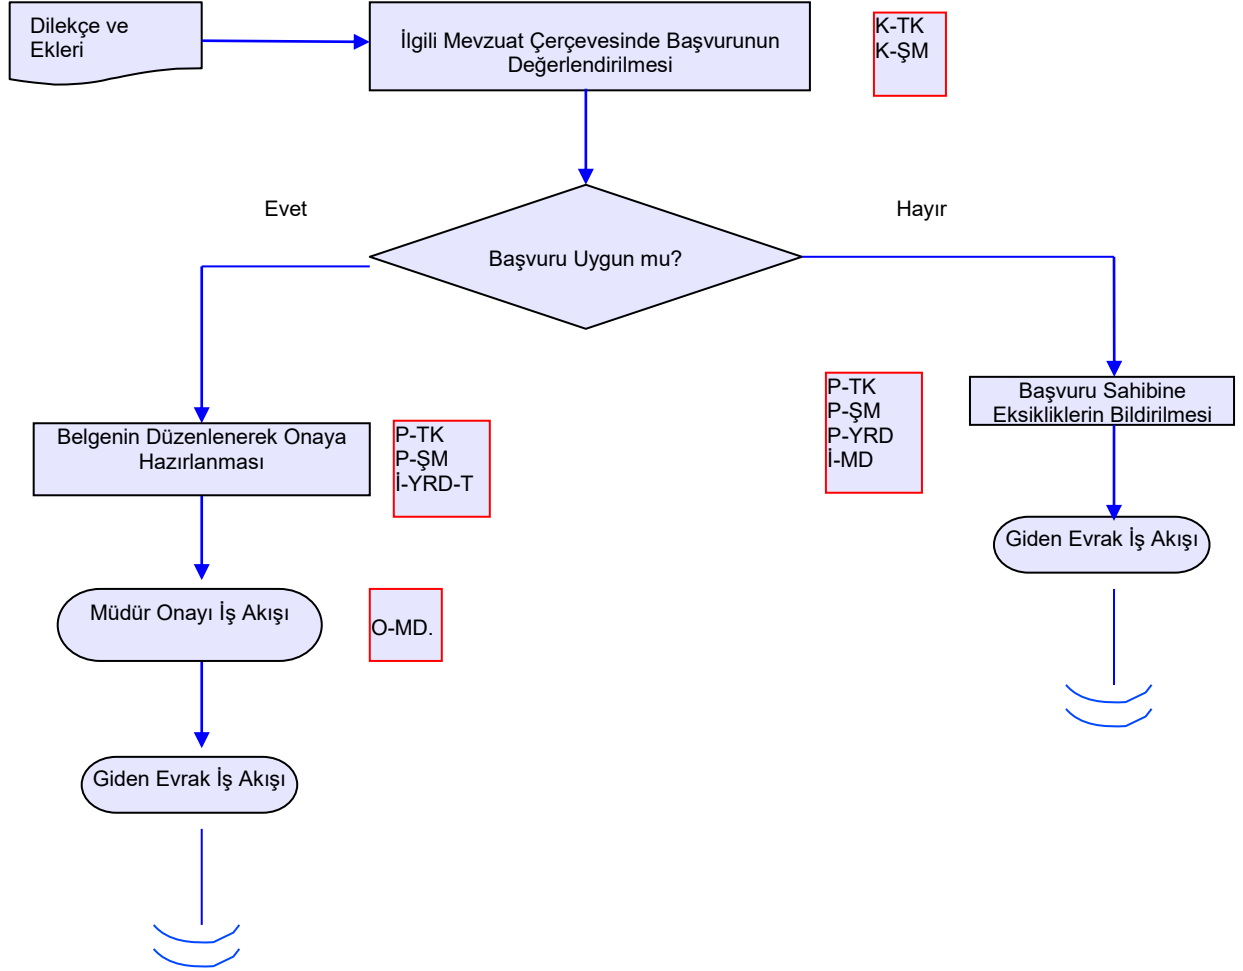 Dilekçe ve
Ekleri
İlgili Mevzuat Çerçevesinde Başvurunun
Değerlendirilmesi
K-TK
K-ŞM
Evet
Hayır
Başvuru Uygun mu?
P-TK
P-ŞM
P-YRD
İ-MD
Başvuru Sahibine
Eksikliklerin Bildirilmesi
Belgenin Düzenlenerek Onaya
Hazırlanması
P-TK
P-ŞM
İ-YRD-T
Giden Evrak İş Akışı
Müdür Onayı İş Akışı
O-MD.
Giden Evrak İş Akışı